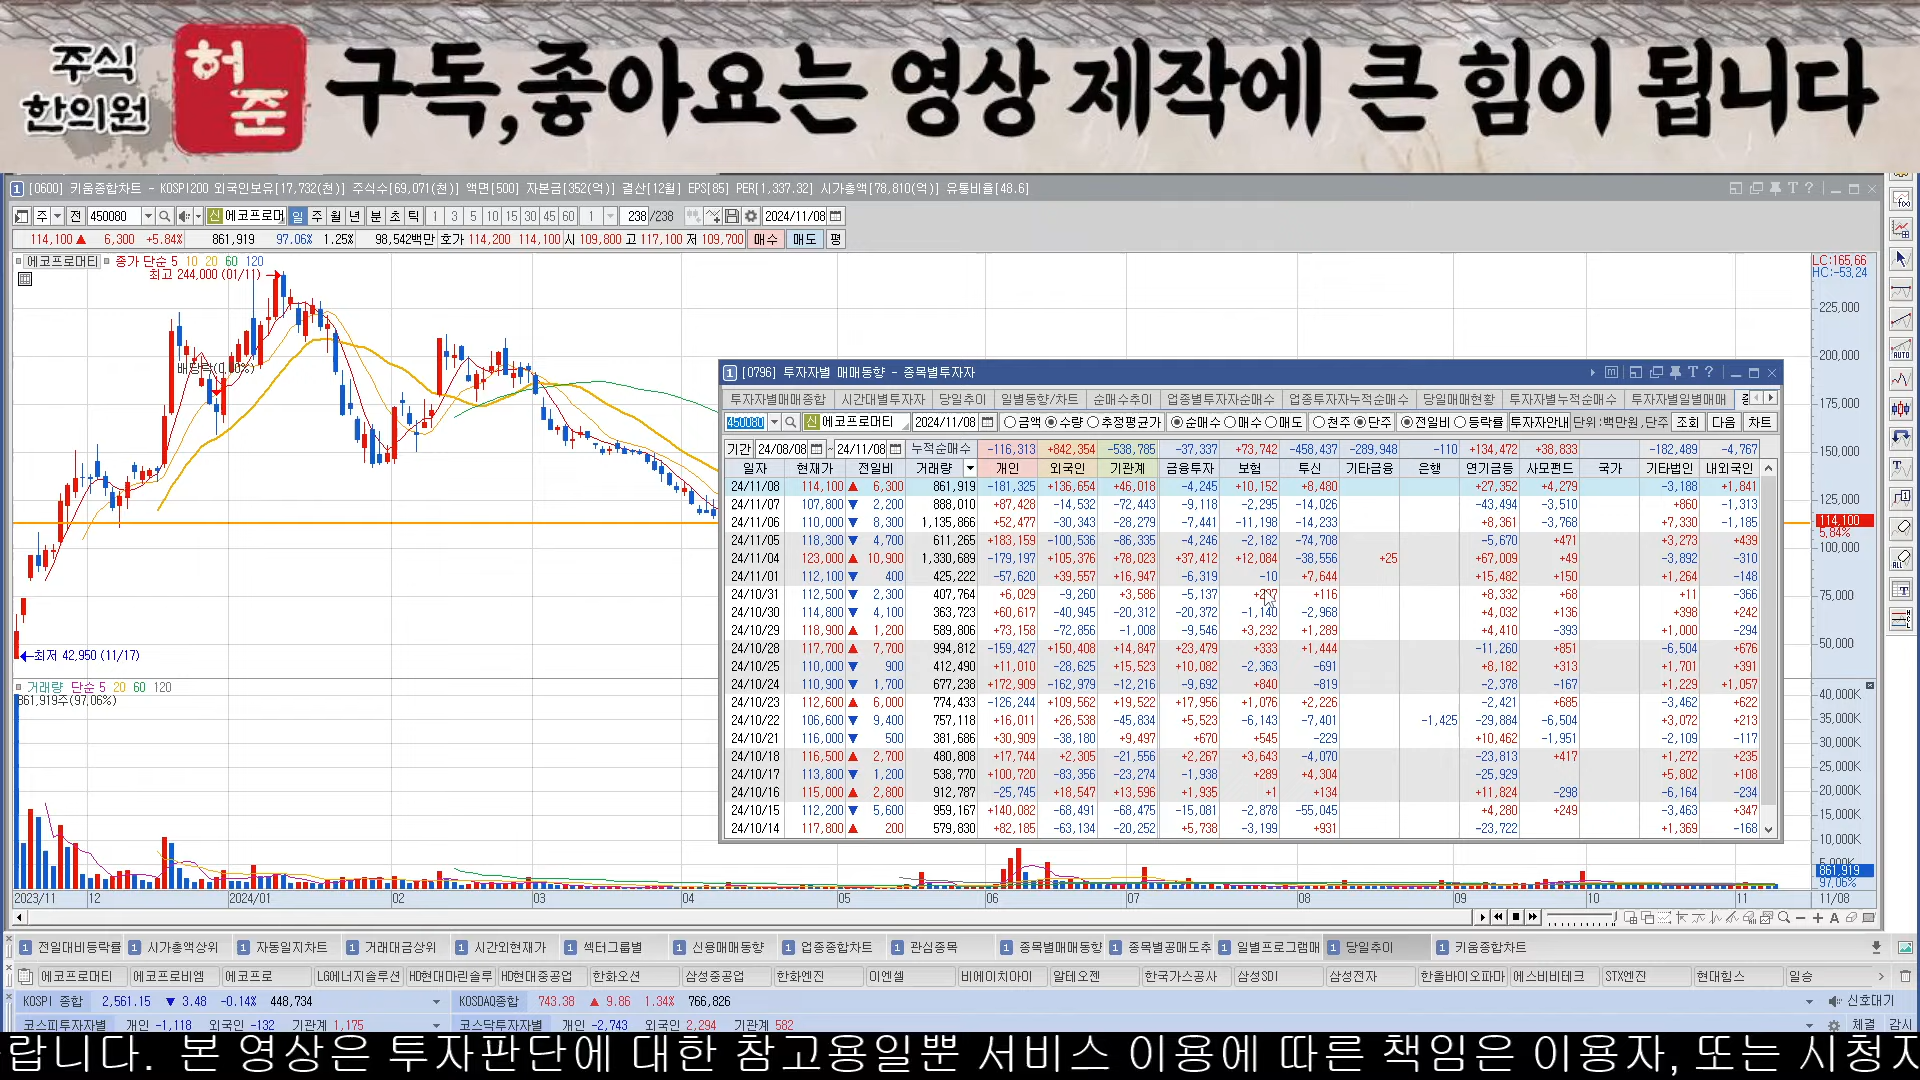 주식
한의원
허준
구독,좋아요는 영상 제작에 큰 힘이 됩니다
1 [0600] 키움종합차트 - KOSPI200 외국인보유[17,732(천)] 주식수[69,071(천)] 액면[500] 자본금[352(억)] 결산[12월] EPS[85] PER[1,337.32] 시가총액[78,810(억)] 유통비율[48.6]
주 전 450080 신 에코프로머 일 주 월 년 분 초 틱 1 3 5 10 15 30 45 60 1 238 /238 2024/11/08
114,100 ▲ 6,300 +5.84% 861,919 97.06% 1.25% 98,542백만 호가 114,200 114,100 시 109,800 고 117,100 저 109,700 매수 매도 평
에코프로머티 종가 단순 5 10 20 60 120
최고 244,000 (01/11)
LC:165,66
HC:-53,24
225,000
200,000
175,000
150,000
125,000
114,100
5,84%
100,000
75,000
50,000
최저 42,950 (11/17)
거래량 단순 5 20 60 120
861,919주(97,06%)
40,000K
35,000K
30,000K
25,000K
20,000K
15,000K
10,000K
5,000K
861,919
97,06%
2023/11 12 2024/01 02 03 04 05 06 07 08 09 10 11 11/08
1 [0796] 투자자별 매매동향 - 종목별투자자
투자자별매매종합 시간대별투자자 당일추이 일별동향/차트 순매수추이 업종별투자자순매수 업종투자자누적순매수 당일매매현황 투자자별누적순매수 투자자별일별매매
450080 신 에코프로머티 2024/11/08 금액 수량 추정평균가 순매수 매수 매도 천주 단주 전일비 등락률 투자자안내 단위:백만원,단주 조회 다음 차트
기간 24/08/08 ~ 24/11/08 누적순매수 -116,313 +842,354 -538,785 -37,337 +73,742 -458,437 -289,948 -110 +134,472 +38,833 -182,489 -4,767
일자 현재가 전일비 거래량 개인 외국인 기관계 금융투자 보험 투신 기타금융 은행 연기금등 사모펀드 국가 기타법인 내외국인
24/11/08 114,100 ▲ 6,300 861,919 -181,325 +136,654 +46,018 -4,245 +10,152 +8,480 +27,352 +4,279 -3,188 +1,841
24/11/07 107,800 ▼ 2,200 888,010 +87,428 -14,532 -72,443 -9,118 -2,295 -14,026 -43,494 -3,510 +860 -1,313
24/11/06 110,000 ▼ 8,300 1,135,866 +52,477 -30,343 -28,279 -7,441 -11,198 -14,233 +8,361 -3,768 +7,330 -1,185
24/11/05 118,300 ▼ 4,700 611,265 +183,159 -100,536 -86,335 -4,246 -2,182 -74,708 -5,670 +471 +3,273 +439
24/11/04 123,000 ▲ 10,900 1,330,689 -179,197 +105,376 +78,023 +37,412 +12,084 -38,556 +25 +67,009 +49 -3,892 -310
24/11/01 112,100 ▼ 400 425,222 -57,620 +39,557 +16,947 -6,319 -10 +7,644 +15,482 +150 +1,264 -148
24/10/31 112,500 ▼ 2,300 407,764 +6,029 -9,260 +3,586 -5,137 +116 +8,332 +68 +11 -366
24/10/30 114,800 ▼ 4,100 363,723 +60,617 -40,945 -20,312 -20,372 -1,140 -2,968 +4,032 +136 +398 +242
24/10/29 118,900 ▲ 1,200 589,806 +73,158 -72,856 -1,008 -9,546 +3,232 +1,289 +4,410 -393 +1,000 -294
24/10/28 117,700 ▲ 7,700 994,812 -159,427 +150,408 +14,847 +23,479 +333 +1,444 -11,260 +851 -6,504 +676
24/10/25 110,000 ▼ 900 412,490 +11,010 -28,625 +15,523 +10,082 -2,363 -691 +8,182 +313 +1,701 +391
24/10/24 110,900 ▼ 1,700 677,238 +172,909 -162,979 -12,216 -9,692 +840 -819 -2,378 -167 +1,229 +1,057
24/10/23 112,600 ▲ 6,000 774,433 -126,244 +109,562 +19,522 +17,956 +1,076 +2,226 -2,421 +685 -3,462 +622
24/10/22 106,600 ▼ 9,400 757,118 +16,011 +26,538 -45,834 +5,523 -6,143 -7,401 -1,425 -29,884 -6,504 +3,072 +213
24/10/21 116,000 ▼ 500 381,686 +30,909 -38,180 +9,497 +670 +545 -229 +10,462 -1,951 -2,109 -117
24/10/18 116,500 ▲ 2,700 480,808 +17,744 +2,305 -21,556 +2,267 +3,643 -4,070 -23,813 +417 +1,272 +235
24/10/17 113,800 ▼ 1,200 538,770 +100,720 -83,356 -23,274 -1,938 +289 +4,304 -25,929 +5,802 +108
24/10/16 115,000 ▲ 2,800 912,787 -25,745 +18,547 +13,596 +1,935 +1 +134 +11,824 -298 -6,164 -234
24/10/15 112,200 ▼ 5,600 959,167 +140,082 -68,491 -68,475 -15,081 -2,878 -55,045 +4,280 +249 -3,463 +347
24/10/14 117,800 ▲ 200 579,830 +82,185 -63,134 -20,252 +5,738 -3,199 +931 -23,722 +1,369 -168
1 전일대비등락률 1 시가총액상위 1 자동일지차트 1 거래대금상위 1 시간외현재가 1 섹터그룹별 1 신용매매동향 1 업종종합차트 1 관심종목 1 종목별매매동향 1 종목별공매도추 1 일별프로그램매 1 당일추이 1 키움종합차트
에코프로머티 에코프로비엠 에코프로 LG에너지솔루션 HD현대마린솔루 HD현대중공업 한화오션 삼성중공업 한화엔진 이엔셀 비에이치아이 알테오젠 한국가스공사 삼성SDI 삼성전자 한올바이오파마 에스비비테크 STX엔진 현대힘스 일승
KOSPI 종합 2,561.15 ▼ 3.48 -0.14% 448,734 KOSDAQ종합 743.38 ▲ 9.86 1.34% 766,826 신호대기
코스피투자자별 개인 -1,118 외국인 -132 기관계 1,175 코스닥투자자별 개인 -2,743 외국인 2,294 기관계 582 체결 감시
랍니다. 본 영상은 투자판단에 대한 참고용일뿐 서비스 이용에 따른 책임은 이용자, 또는 시청자